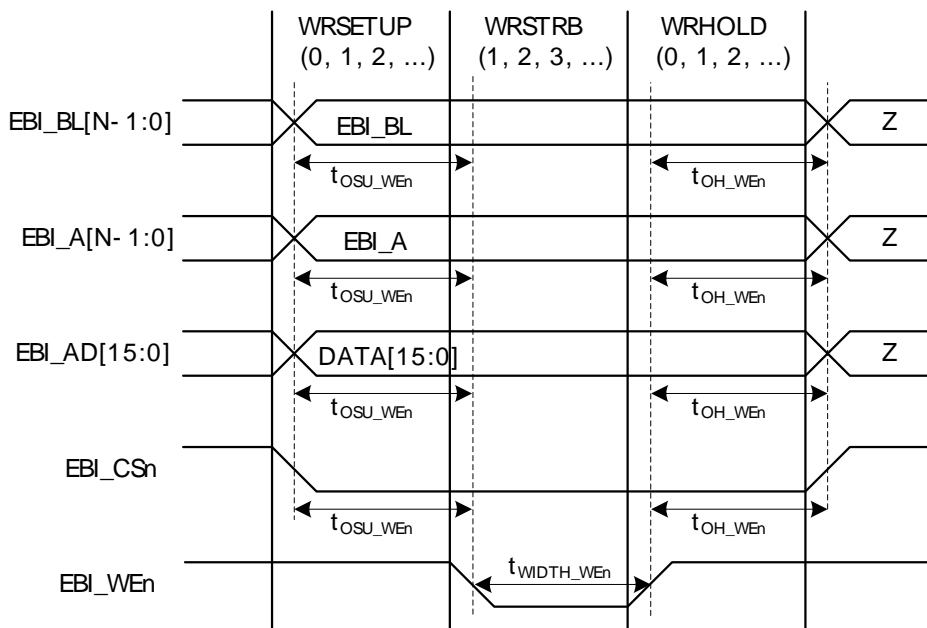 WRSETUP WRSTRB WRHOLD
(0, 1, 2, ...) (1, 2, 3, ...) (0, 1, 2, ...)
EBI_BL[N-1:0] EBI_BL Z
tOSU_WEn tOH_WEn
EBI_A[N-1:0] EBI_A Z
tOSU_WEn tOH_WEn
EBI_AD[15:0] DATA[15:0] Z
tOSU_WEn tOH_WEn
EBI_CSn
tOSU_WEn tOH_WEn
EBI_WEn tWIDTH_WEn